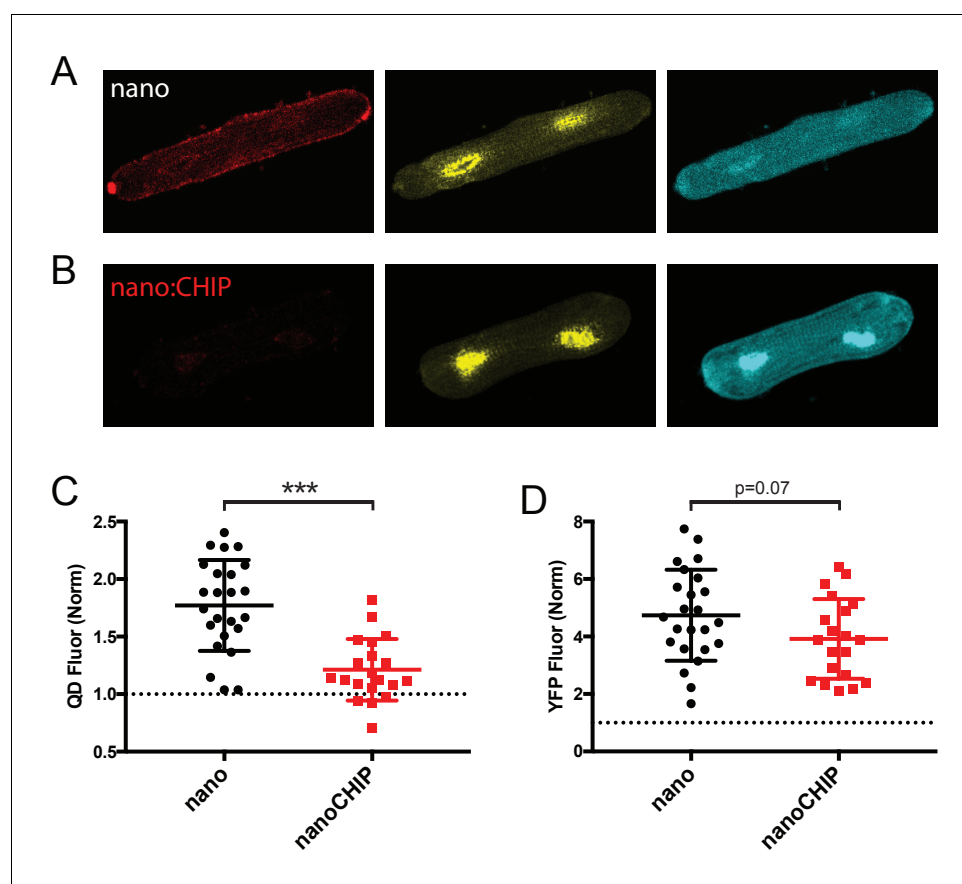 A
nano
B
nano:CHIP
C
***
QD Fluor (Norm)
2.5
2.0
1.5
1.0
0.5
nano
nanoCHIP
D
p=0.07
YFP Fluor (Norm)
8
6
4
2
0
nano
nanoCHIP